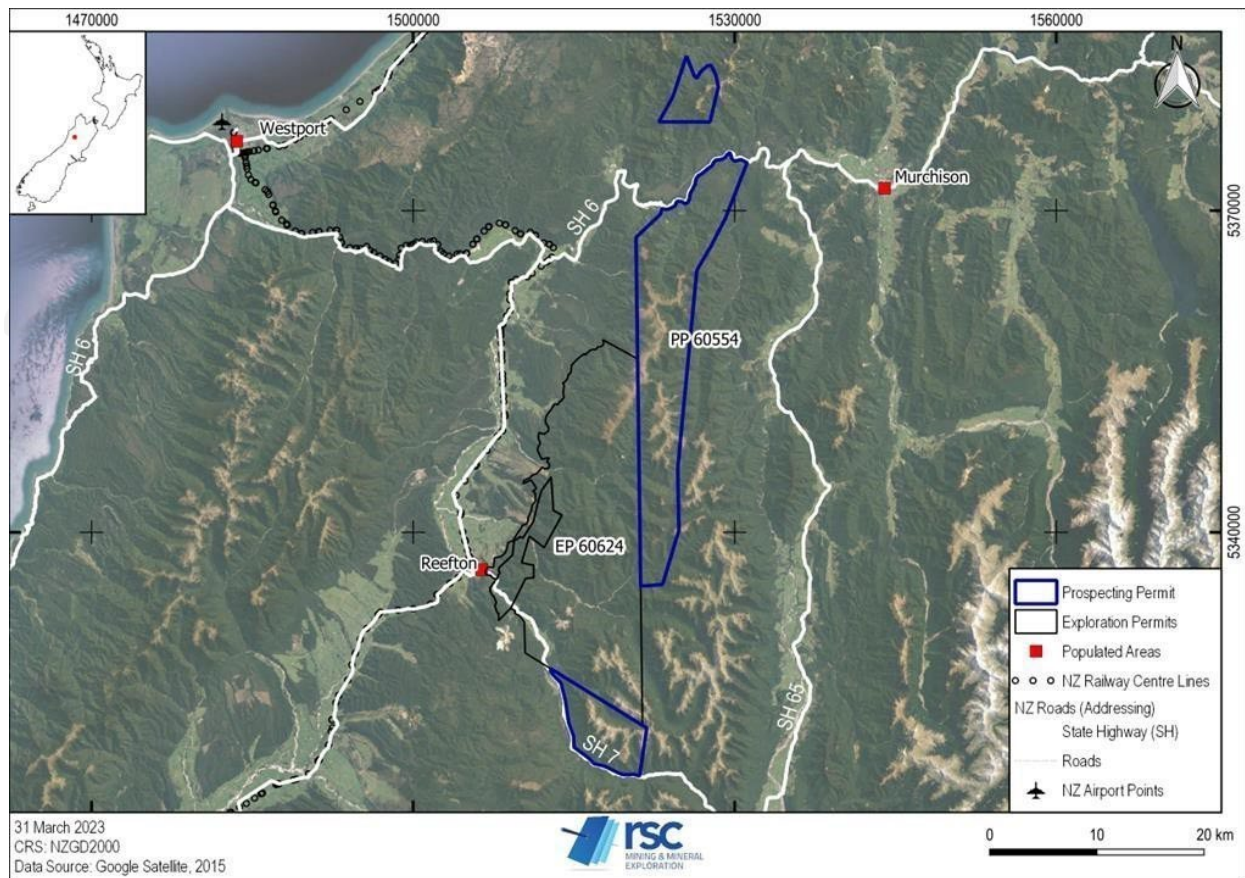 1470000
1500000
1530000
1560000
N
Westport
Murchison
5370000
SH 6
SH 6
PP 60554
5340000
EP 60624
Reefton
SH 65
SH 7
Prospecting Permit
Exploration Permits
Populated Areas
NZ Railway Centre Lines
NZ Roads (Addressing)
State Highway (SH)
Roads
NZ Airport Points
31 March 2023
CRS: NZGD2000
Data Source: Google Satellite, 2015
rsc
MINING & MINERAL
EXPLORATION
0 10 20 km